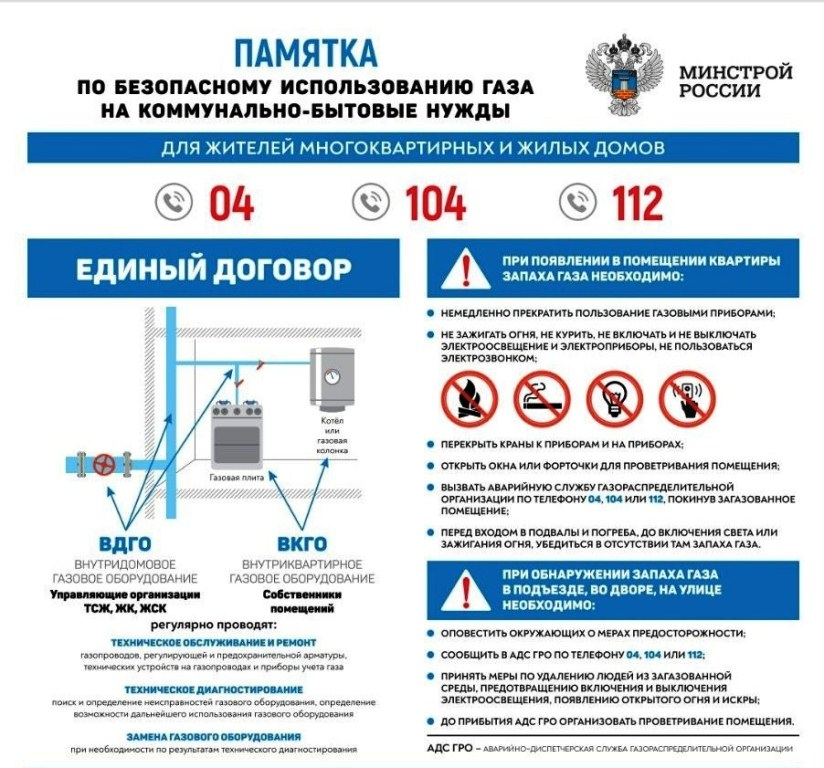 ПАМЯТКА
ПО БЕЗОПАСНОМУ ИСПОЛЬЗОВАНИЮ ГАЗА
НА КОММУНАЛЬНО-БЫТОВЫЕ НУЖДЫ
МИНСТРОЙ
РОССИИ
ДЛЯ ЖИТЕЛЕЙ МНОГОКВАРТИРНЫХ И ЖИЛЫХ ДОМОВ
04
104
112
ЕДИНЫЙ ДОГОВОР
Котёл
или
газовая
колонка
Газовая плита
ВДГО
ВНУТРИДОМОВОЕ
ГАЗОВОЕ ОБОРУДОВАНИЕ
Управляющие организации
ТСЖ, ЖК, ЖСК
ВКГО
ВНУТРИКВАРТИРНОЕ
ГАЗОВОЕ ОБОРУДОВАНИЕ
Собственники
помещений
регулярно проводят:
ТЕХНИЧЕСКОЕ ОБСЛУЖИВАНИЕ И РЕМОНТ
газопроводов, регулирующей и предохранительной арматуры,
технических устройств на газопроводах и приборы учета газа
ТЕХНИЧЕСКОЕ ДИАГНОСТИРОВАНИЕ
поиск и определение неисправностей газового оборудования, определение
возможности дальнейшего использования газового оборудования
ЗАМЕНА ГАЗОВОГО ОБОРУДОВАНИЯ
при необходимости по результатам технического диагностирования
ПРИ ПОЯВЛЕНИИ В ПОМЕЩЕНИИ КВАРТИРЫ
ЗАПАХА ГАЗА НЕОБХОДИМО:
НЕМЕДЛЕННО ПРЕКРАТИТЬ ПОЛЬЗОВАНИЕ ГАЗОВЫМИ ПРИБОРАМИ;
НЕ ЗАЖИГАТЬ ОГНЯ, НЕ КУРИТЬ, НЕ ВКЛЮЧАТЬ И НЕ ВЫКЛЮЧАТЬ
ЭЛЕКТРООСВЕЩЕНИЕ И ЭЛЕКТРОПРИБОРЫ, НЕ ПОЛЬЗОВАТЬСЯ
ЭЛЕКТРОЗВОНКОМ;
ПЕРЕКРЫТЬ КРАНЫ К ПРИБОРАМ И НА ПРИБОРАХ;
ОТКРЫТЬ ОКНА ИЛИ ФОРТОЧКИ ДЛЯ ПРОВЕТРИВАНИЯ ПОМЕЩЕНИЯ;
ВЫЗВАТЬ АВАРИЙНУЮ СЛУЖБУ ГАЗОРАСПРЕДЕЛИТЕЛЬНОЙ
ОРГАНИЗАЦИИ ПО ТЕЛЕФОНУ 04, 104 ИЛИ 112, ПОКИНУВ ЗАГАЗОВАННОЕ
ПОМЕЩЕНИЕ;
ПЕРЕД ВХОДОМ В ПОДВАЛЫ И ПОГРЕБА, ДО ВКЛЮЧЕНИЯ СВЕТА ИЛИ
ЗАЖИГАНИЯ ОГНЯ, УБЕДИТЬСЯ В ОТСУТСТВИИ ТАМ ЗАПАХА ГАЗА.
ПРИ ОБНАРУЖЕНИИ ЗАПАХА ГАЗА
В ПОДЪЕЗДЕ, ВО ДВОРЕ, НА УЛИЦЕ
НЕОБХОДИМО:
ОПОВЕСТИТЬ ОКРУЖАЮЩИХ О МЕРАХ ПРЕДОСТОРОЖНОСТИ;
СООБЩИТЬ В АДС ГРО ПО ТЕЛЕФОНУ 04, 104 ИЛИ 112;
ПРИНЯТЬ МЕРЫ ПО УДАЛЕНИЮ ЛЮДЕЙ ИЗ ЗАГАЗОВАННОЙ
СРЕДЫ, ПРЕДОТВРАЩЕНИЮ ВКЛЮЧЕНИЯ И ВЫКЛЮЧЕНИЯ
ЭЛЕКТРООСВЕЩЕНИЯ, ПОЯВЛЕНИЮ ОТКРЫТОГО ОГНЯ И ИСКРЫ;
ДО ПРИБЫТИЯ АДС ГРО ОРГАНИЗОВАТЬ ПРОВЕТРИВАНИЕ ПОМЕЩЕНИЯ.
АДС ГРО – АВАРИЙНО-ДИСПЕТЧЕРСКАЯ СЛУЖБА ГАЗОРАСПРЕДЕЛИТЕЛЬНОЙ ОРГАНИЗАЦИИ